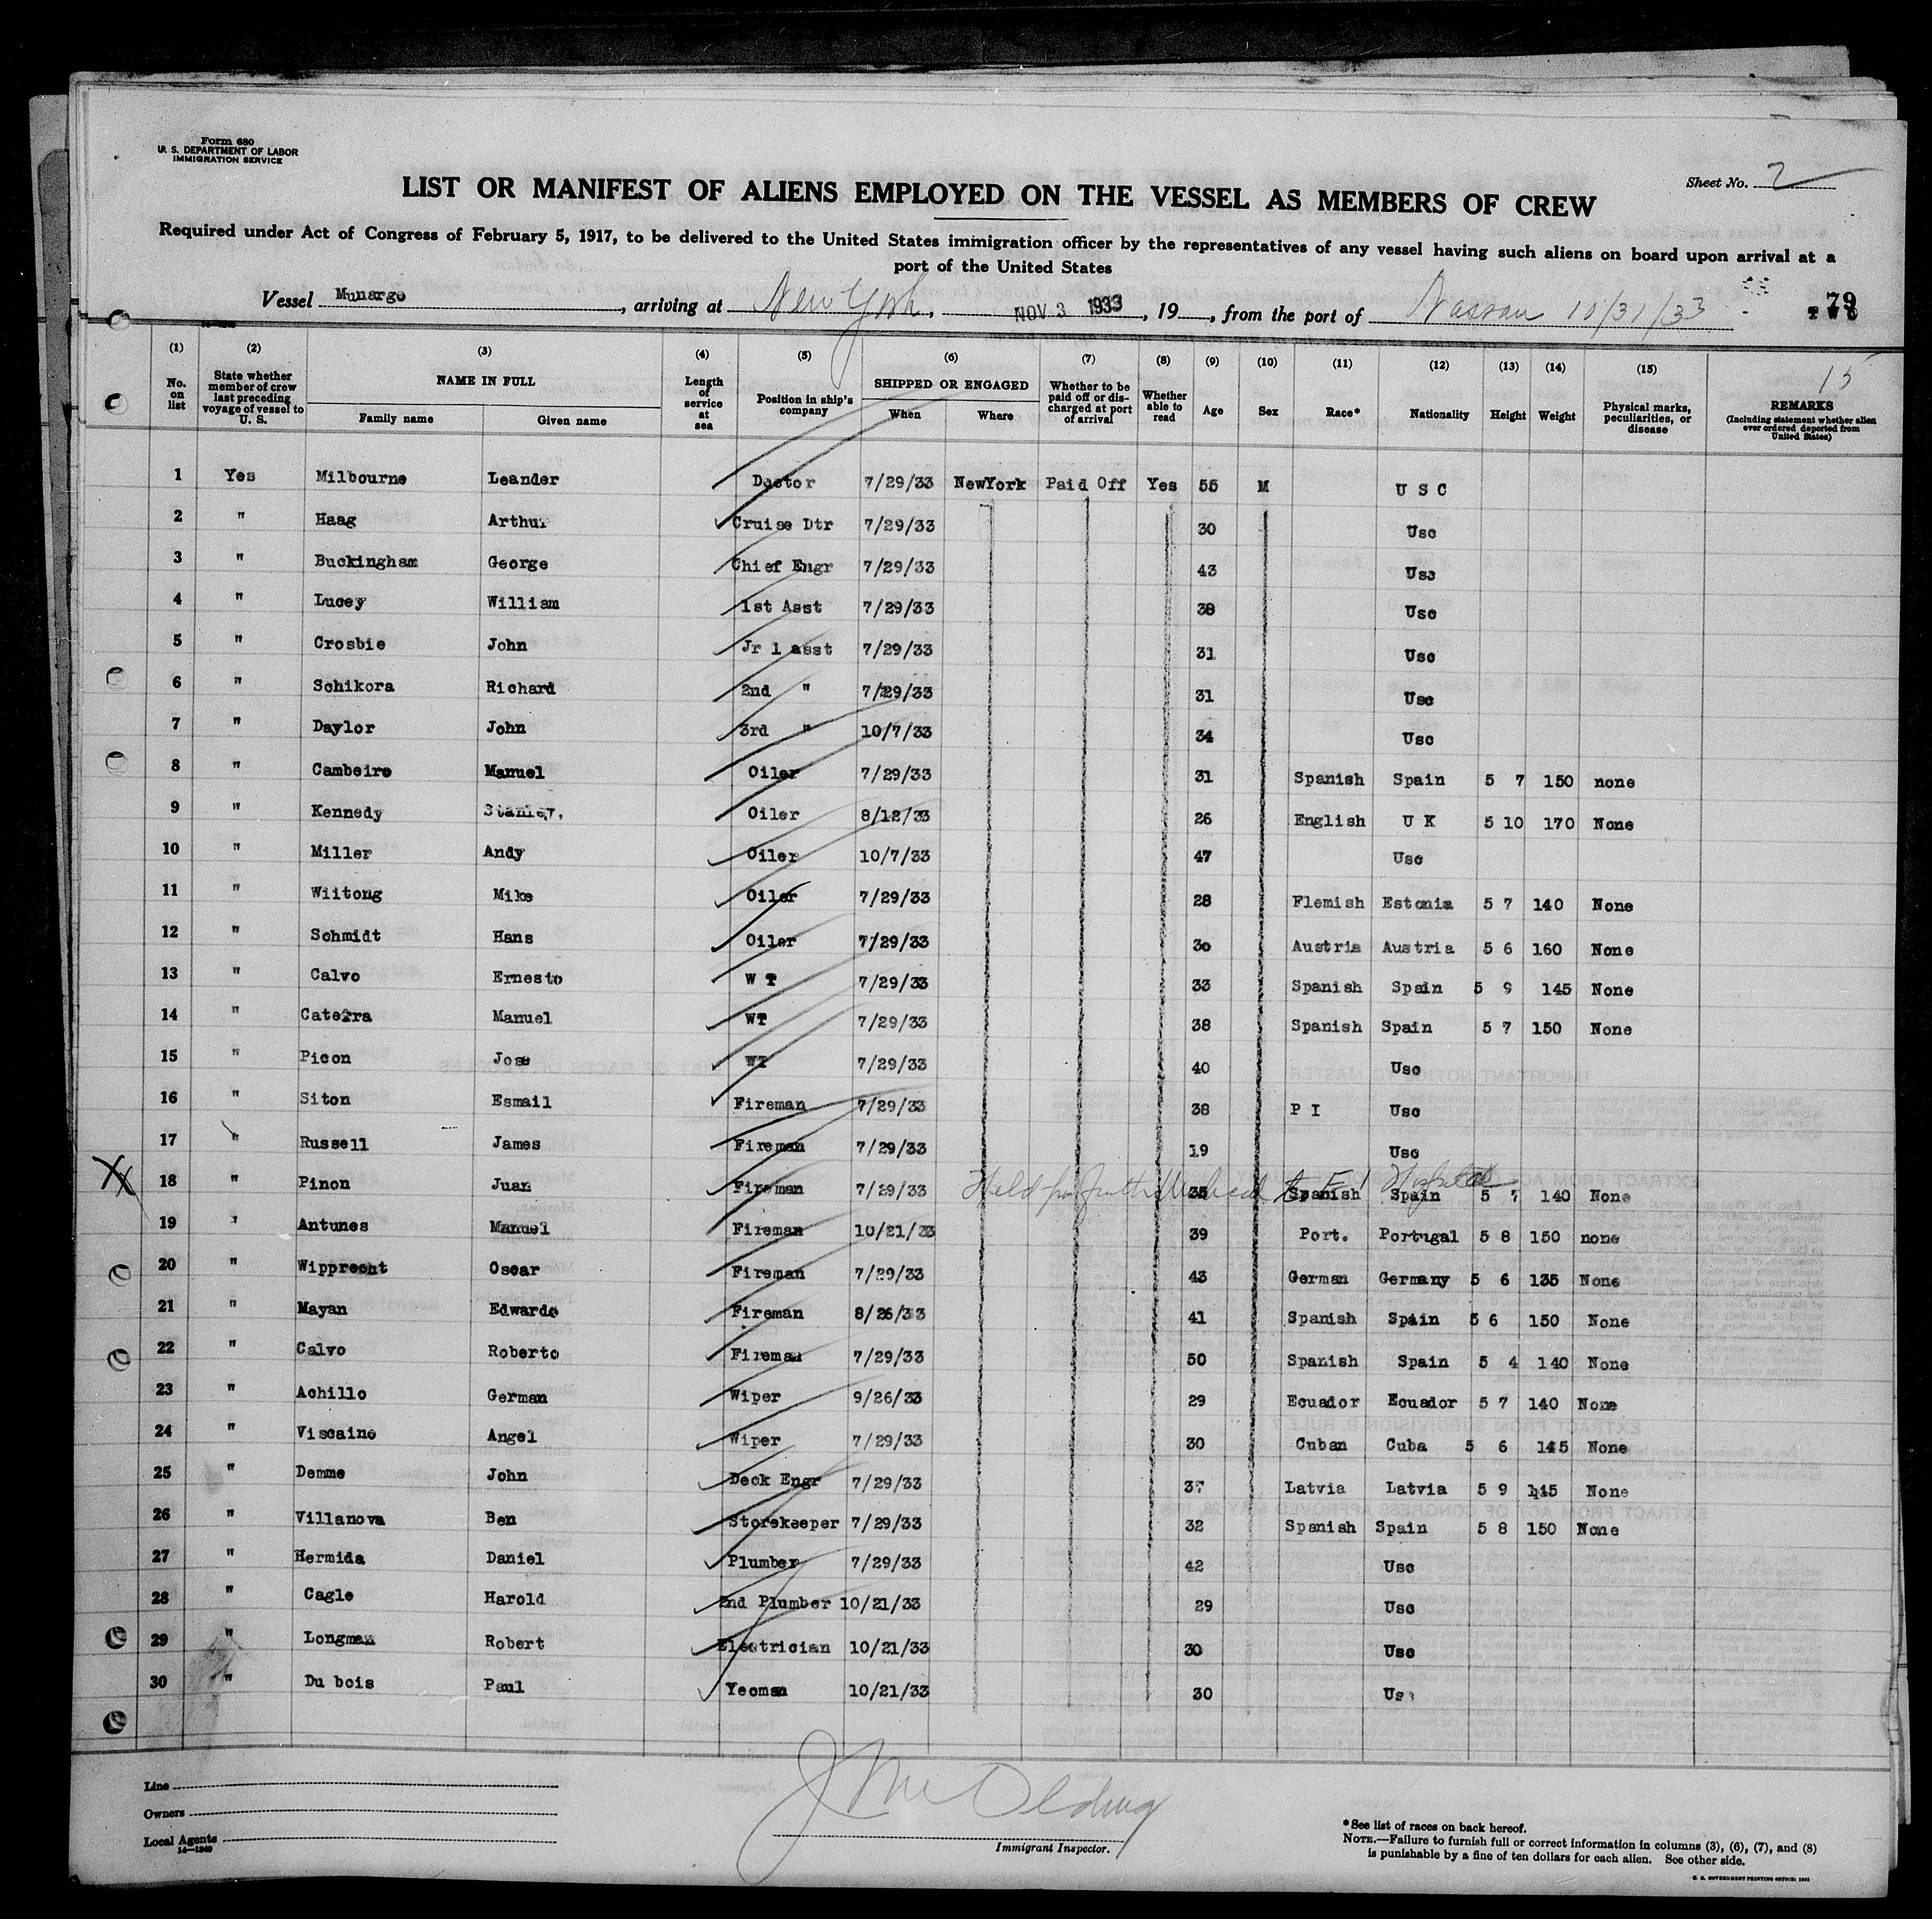 Form 680
U. S. DEPARTMENT OF LABOR
IMMIGRATION SERVICE
Sheet No. 2
LIST OR MANIFEST OF ALIENS EMPLOYED ON THE VESSEL AS MEMBERS OF CREW
Required under Act of Congress of February 5, 1917, to be delivered to the United States immigration officer by the representatives of any vessel having such aliens on board upon arrival at a
port of the United States
Vessel Munargo, arriving at New York, NOV 3 1933, 19, from the port of Nassau 10/31/33 79
(1) (2) (3) (4) (5) (6) (7) (8) (9) (10) (11) (12) (13) (14) (15) 15
No. on list State whether member of crew last preceding voyage of vessel to U. S. NAME IN FULL Family name Given name Length of service at sea Position in ship's company SHIPPED OR ENGAGED When Where Whether to be paid off or discharged at port of arrival Whether able to read Age Sex Race* Nationality Height Weight Physical marks, peculiarities, or disease REMARKS (Including statement whether alien ever ordered deported from United States)
1 Yes Milbourne Leander Doctor 7/29/33 NewYork Paid Off Yes 55 M U S C
2 " Haag Arthur Cruise Dtr 7/29/33 30 Usc
3 " Buckingham George Chief Engr 7/29/33 43 Usc
4 " Lucey William 1st Asst 7/29/33 38 Usc
5 " Crosbie John Jr 1 asst 7/29/33 31 Usc
6 " Schikora Richard 2nd " 7/29/33 31 Usc
7 " Daylor John 3rd " 10/7/33 34 Usc
8 " Cambeiro Manuel Oiler 7/29/33 31 Spanish Spain 5 7 150 none
9 " Kennedy Stanley. Oiler 8/12/33 26 English U K 5 10 170 None
10 " Miller Andy Oiler 10/7/33 47 Usc
11 " Wiitong Mike Oiler 7/29/33 28 Flemish Estonia 5 7 140 None
12 " Schmidt Hans Oiler 7/29/33 30 Austria Austria 5 6 160 None
13 " Calvo Ernesto W T 7/29/33 33 Spanish Spain 5 9 145 None
14 " Cateira Manuel WT 7/29/33 38 Spanish Spain 5 7 150 None
15 " Picon Jose WT 7/29/33 40 Usc
16 " Siton Esmail Fireman 7/29/33 38 P I Usc
17 " Russell James Fireman 7/29/33 19 Usc
18 " Pinon Juan Fireman 7/29/33 Held for further Medical to E I Hospital 35 Spanish Spain 5 7 140 None
19 " Antunes Manuel Fireman 10/21/33 39 Port. Portugal 5 8 150 none
20 " Wipprecht Oscar Fireman 7/29/33 43 German Germany 5 6 135 None
21 " Mayan Edwardo Fireman 8/26/33 41 Spanish Spain 5 6 150 None
22 " Calvo Roberto Fireman 7/29/33 50 Spanish Spain 5 4 140 None
23 " Achillo German Wiper 9/26/33 29 Ecuador Ecuador 5 7 140 None
24 " Viscaino Angel Wiper 7/29/33 30 Cuban Cuba 5 6 145 None
25 " Demme John Deck Engr 7/29/33 37 Latvia Latvia 5 9 145 None
26 " Villanova Ben Storekeeper 7/29/33 32 Spanish Spain 5 8 150 None
27 " Hermida Daniel Plumber 7/29/33 42 Usc
28 " Cagle Harold 2nd Plumber 10/21/33 29 Usc
29 " Longman Robert Electrician 10/21/33 30 Usc
30 " Du bois Paul Yeoman 10/21/33 30 Usc
Line
Owners
Local Agents
14—1240
Immigrant Inspector.
*See list of races on back hereof.
NOTE.—Failure to furnish full or correct information in columns (3), (6), (7), and (8)
is punishable by a fine of ten dollars for each alien. See other side.
U. S. GOVERNMENT PRINTING OFFICE: